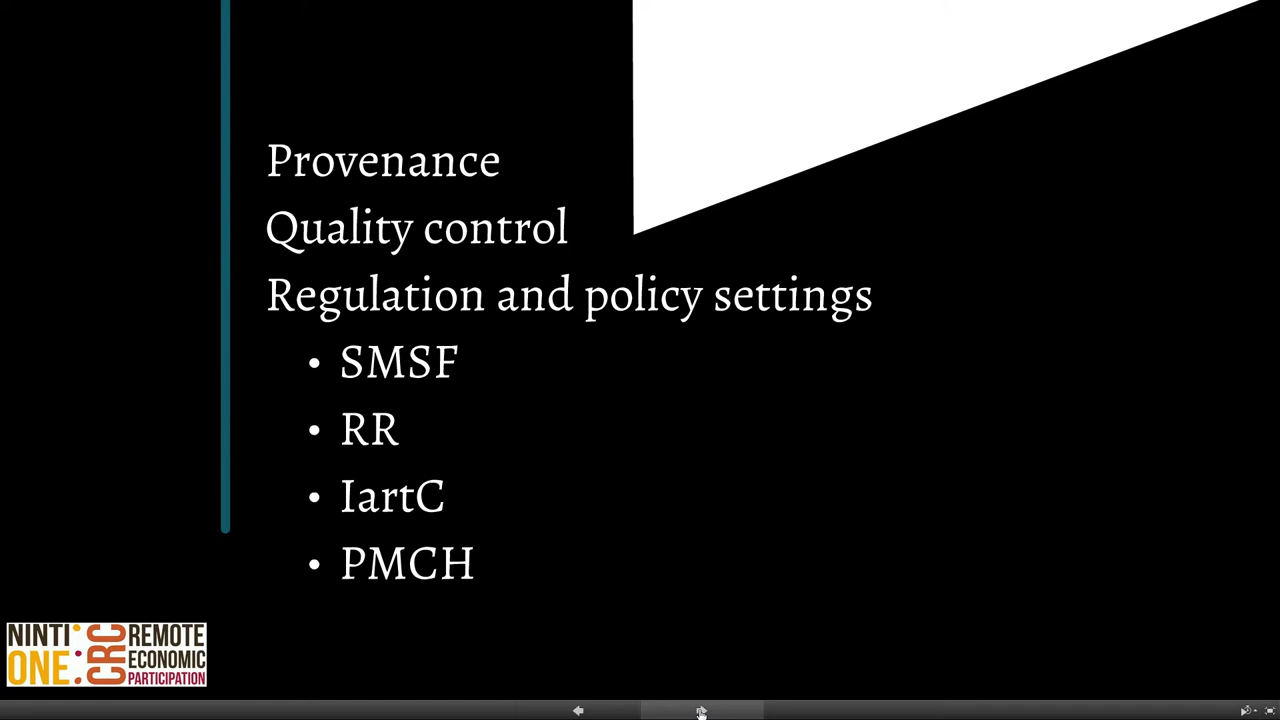 Provenance
Quality control
Regulation and policy settings
• SMSF
• RR
• IartC
• PMCH
NINTI ONE
CRC
REMOTE
ECONOMIC
PARTICIPATION